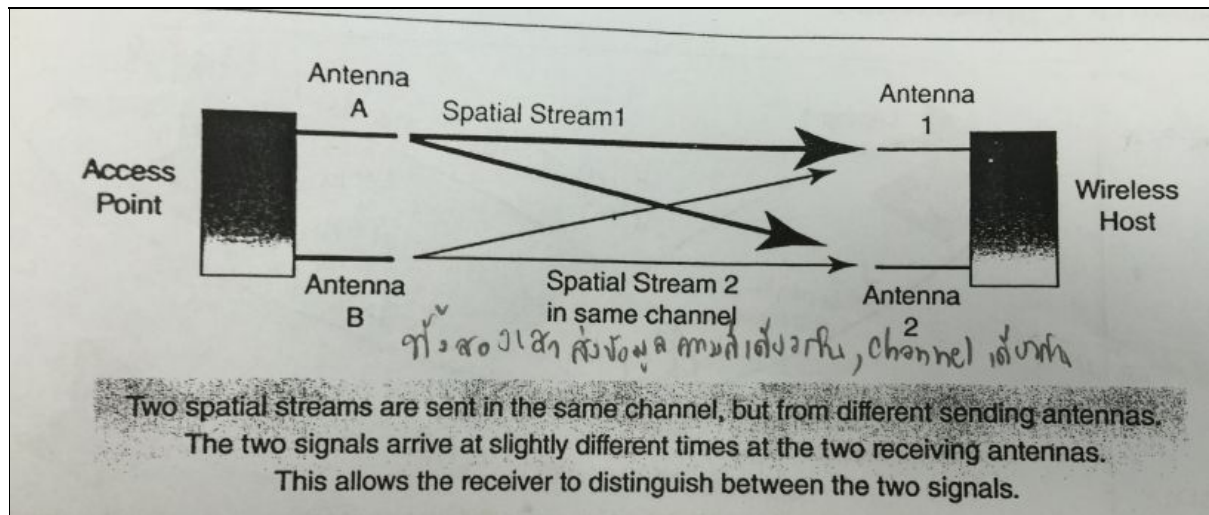 Antenna
A
Spatial Stream1
Antenna
1
Access
Point
Wireless
Host
Antenna
B
Spatial Stream 2
in same channel
Antenna
2
ทั้งสองเสา ส่งข้อมูล ความถี่เดียวกัน, channel เดียวกัน
Two spatial streams are sent in the same channel, but from different sending antennas.
The two signals arrive at slightly different times at the two receiving antennas.
This allows the receiver to distinguish between the two signals.